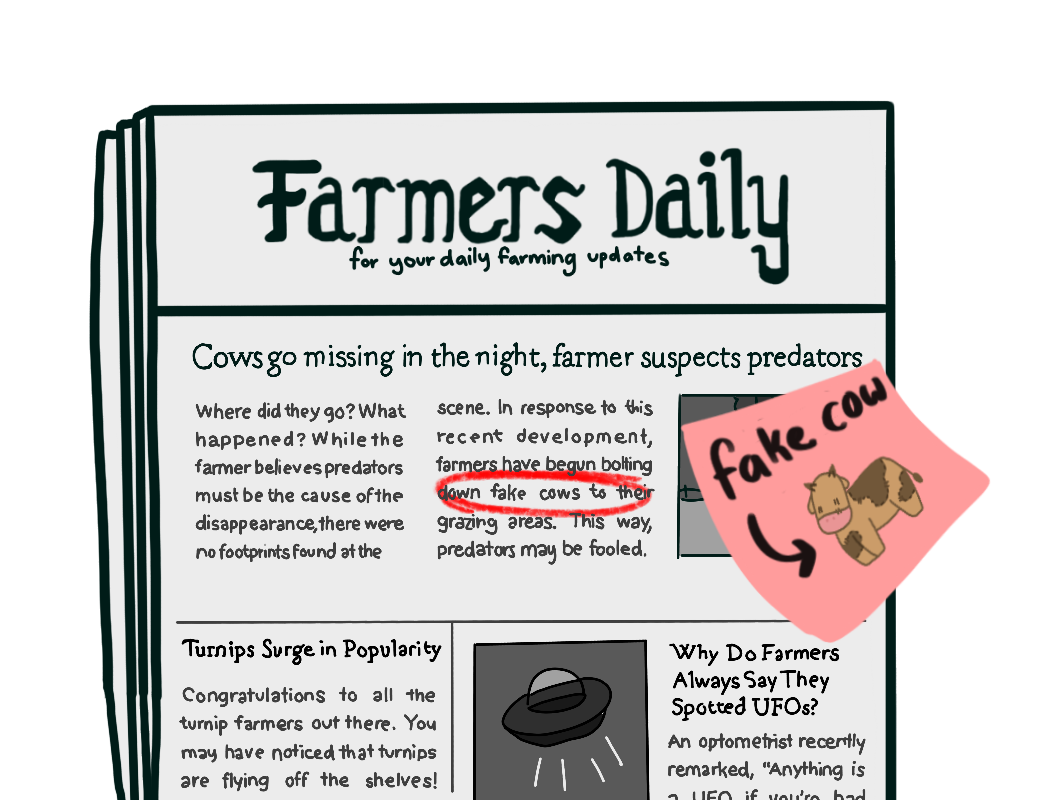 Farmers Daily
for your daily farming updates
Cows go missing in the night, farmer suspects predators
Where did they go? What
happened? While the
farmer believes predators
must be the cause of the
disappearance, there were
no footprints found at the
scene. In response to this
recent development,
farmers have begun bolting
down fake cows to their
grazing areas. This way,
predators may be fooled.
fake cow
Turnips Surge in Popularity
Congratulations to all the
turnip farmers out there. You
may have noticed that turnips
are flying off the shelves!
Why Do Farmers
Always Say They
Spotted UFOs?
An optometrist recently
remarked, "Anything is
a UFO if you're bad